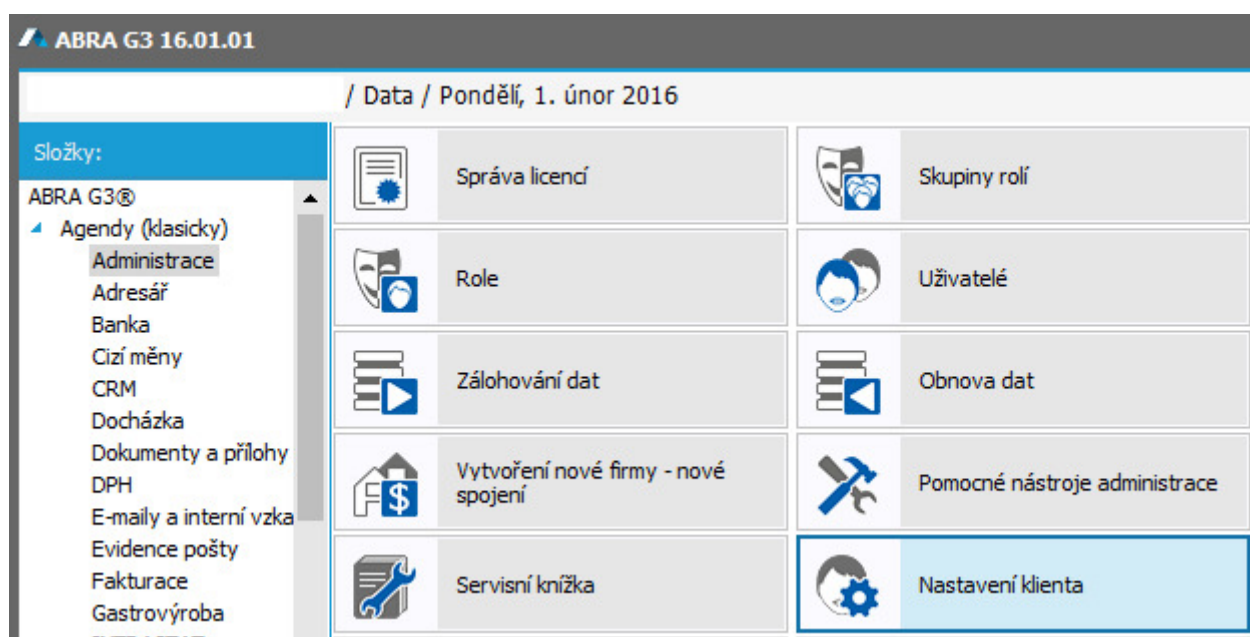 ABRA G3 16.01.01
/ Data / Pondělí, 1. únor 2016
Složky:
ABRA G3®
Agendy (klasicky)
Administrace
Adresář
Banka
Cizí měny
CRM
Docházka
Dokumenty a přílohy
DPH
E-maily a interní vzka
Evidence pošty
Fakturace
Gastrovýroba
Správa licencí
Skupiny rolí
Role
Uživatelé
Zálohování dat
Obnova dat
Vytvoření nové firmy - nové
spojení
Pomocné nástroje administrace
Servisní knížka
Nastavení klienta